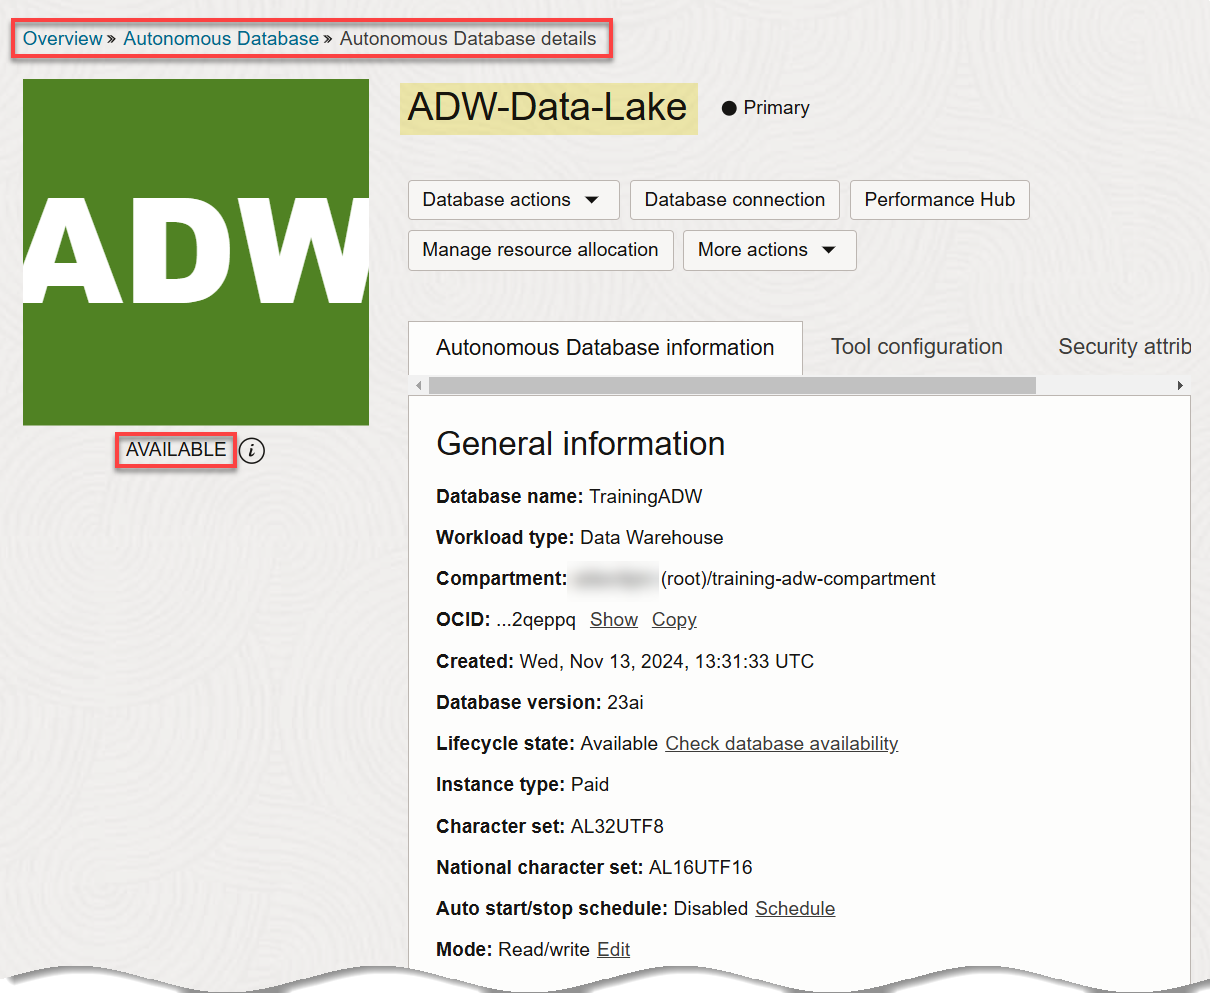 Overview » Autonomous Database » Autonomous Database details
ADW-Data-Lake
Primary
ADW
AVAILABLE i
Database actions
Database connection
Performance Hub
Manage resource allocation
More actions
Autonomous Database information
Tool configuration
Security attrib
General information
Database name: TrainingADW
Workload type: Data Warehouse
Compartment: (root)/training-adw-compartment
OCID: ...2qeppq Show Copy
Created: Wed, Nov 13, 2024, 13:31:33 UTC
Database version: 23ai
Lifecycle state: Available Check database availability
Instance type: Paid
Character set: AL32UTF8
National character set: AL16UTF16
Auto start/stop schedule: Disabled Schedule
Mode: Read/write Edit